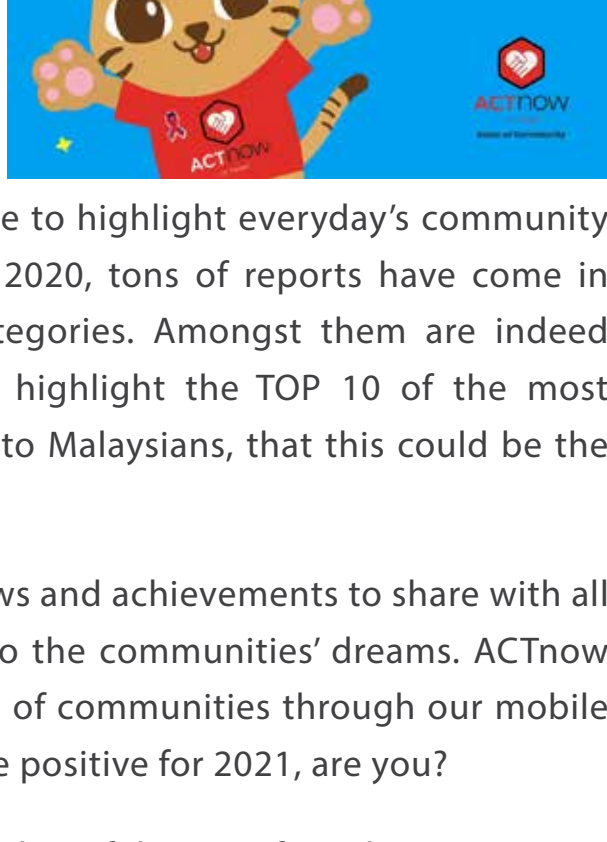 ACTnow
ACTnow
e to highlight everyday’s community
2020, tons of reports have come in
tegories. Amongst them are indeed
highlight the TOP 10 of the most
to Malaysians, that this could be the
ws and achievements to share with all
o the communities’ dreams. ACTnow
of communities through our mobile
e positive for 2021, are you?